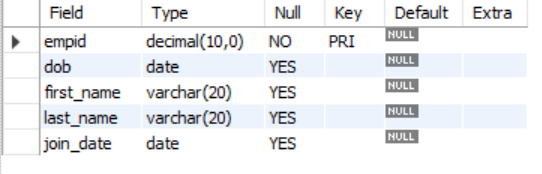 Field Type Null Key Default Extra
empid decimal(10,0) NO PRI NULL
dob date YES NULL
first_name varchar(20) YES NULL
last_name varchar(20) YES NULL
join_date date YES NULL